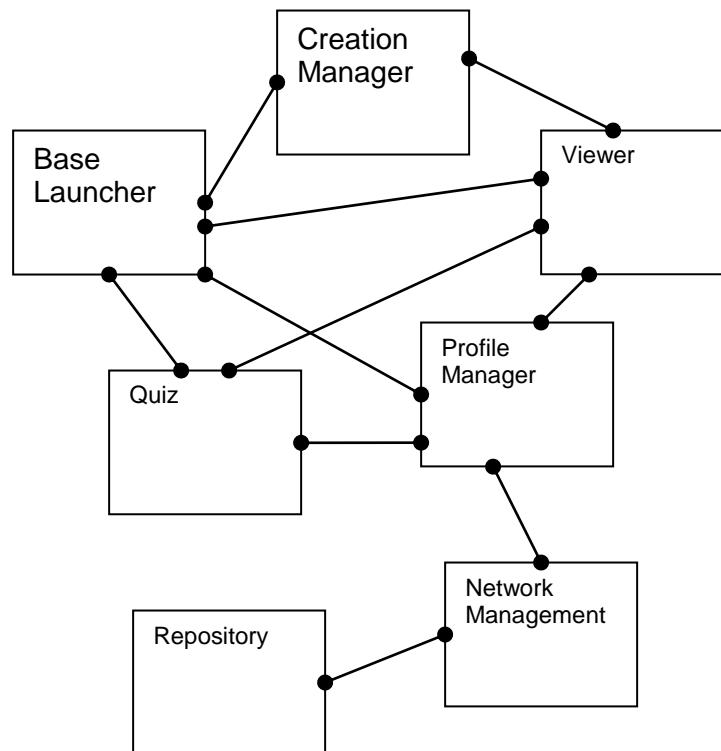 Creation
Manager
Base
Launcher
Viewer
Profile
Manager
Quiz
Network
Management
Repository